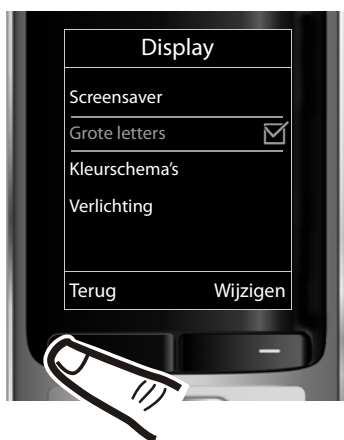 Display
Screensaver
Grote letters
Kleurschema's
Verlichting
Terug Wijzigen